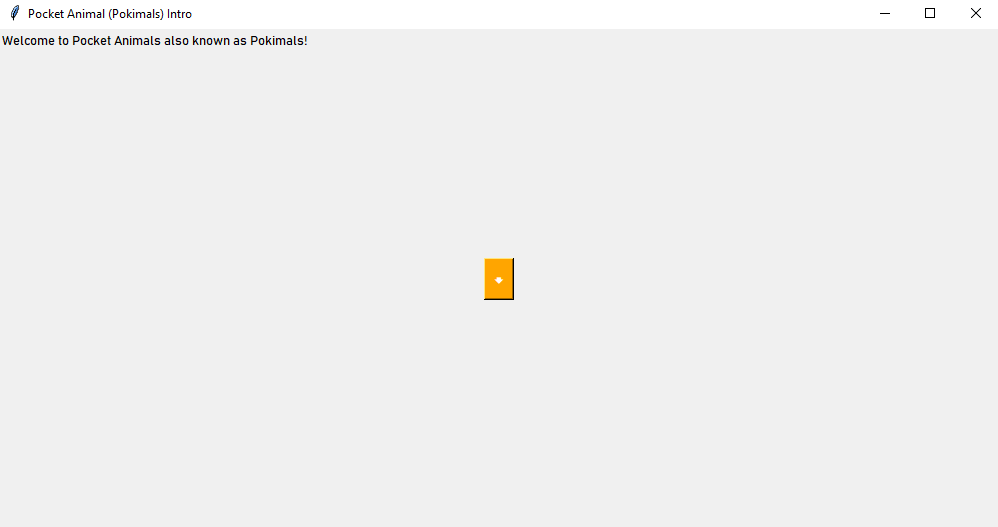 Pocket Animal (Pokimals) Intro
Welcome to Pocket Animals also known as Pokimals!